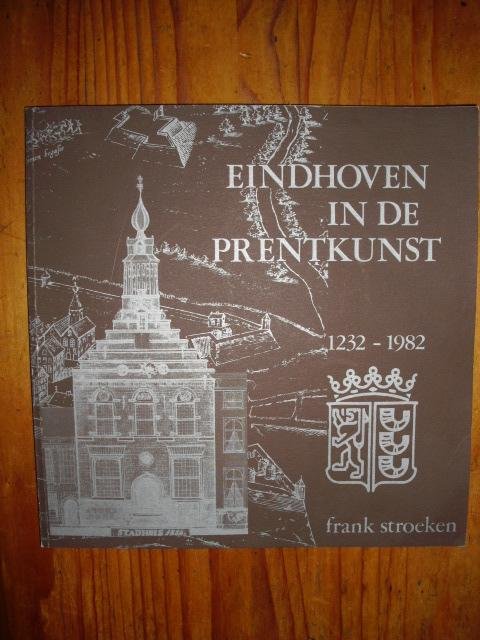 EINDHOVEN
IN DE
PRENTKUNST
1232 - 1982
frank stroeken